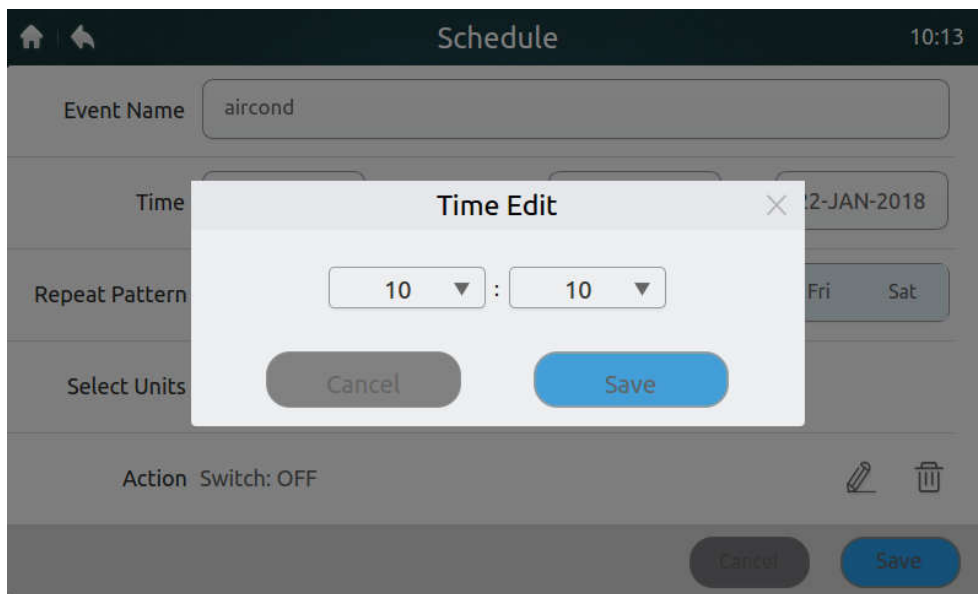 Schedule
10:13
Event Name
aircond
Time
22-JAN-2018
Time Edit
10 : 10
Repeat Pattern
Fri Sat
Cancel
Save
Select Units
Action
Switch: OFF
Cancel
Save